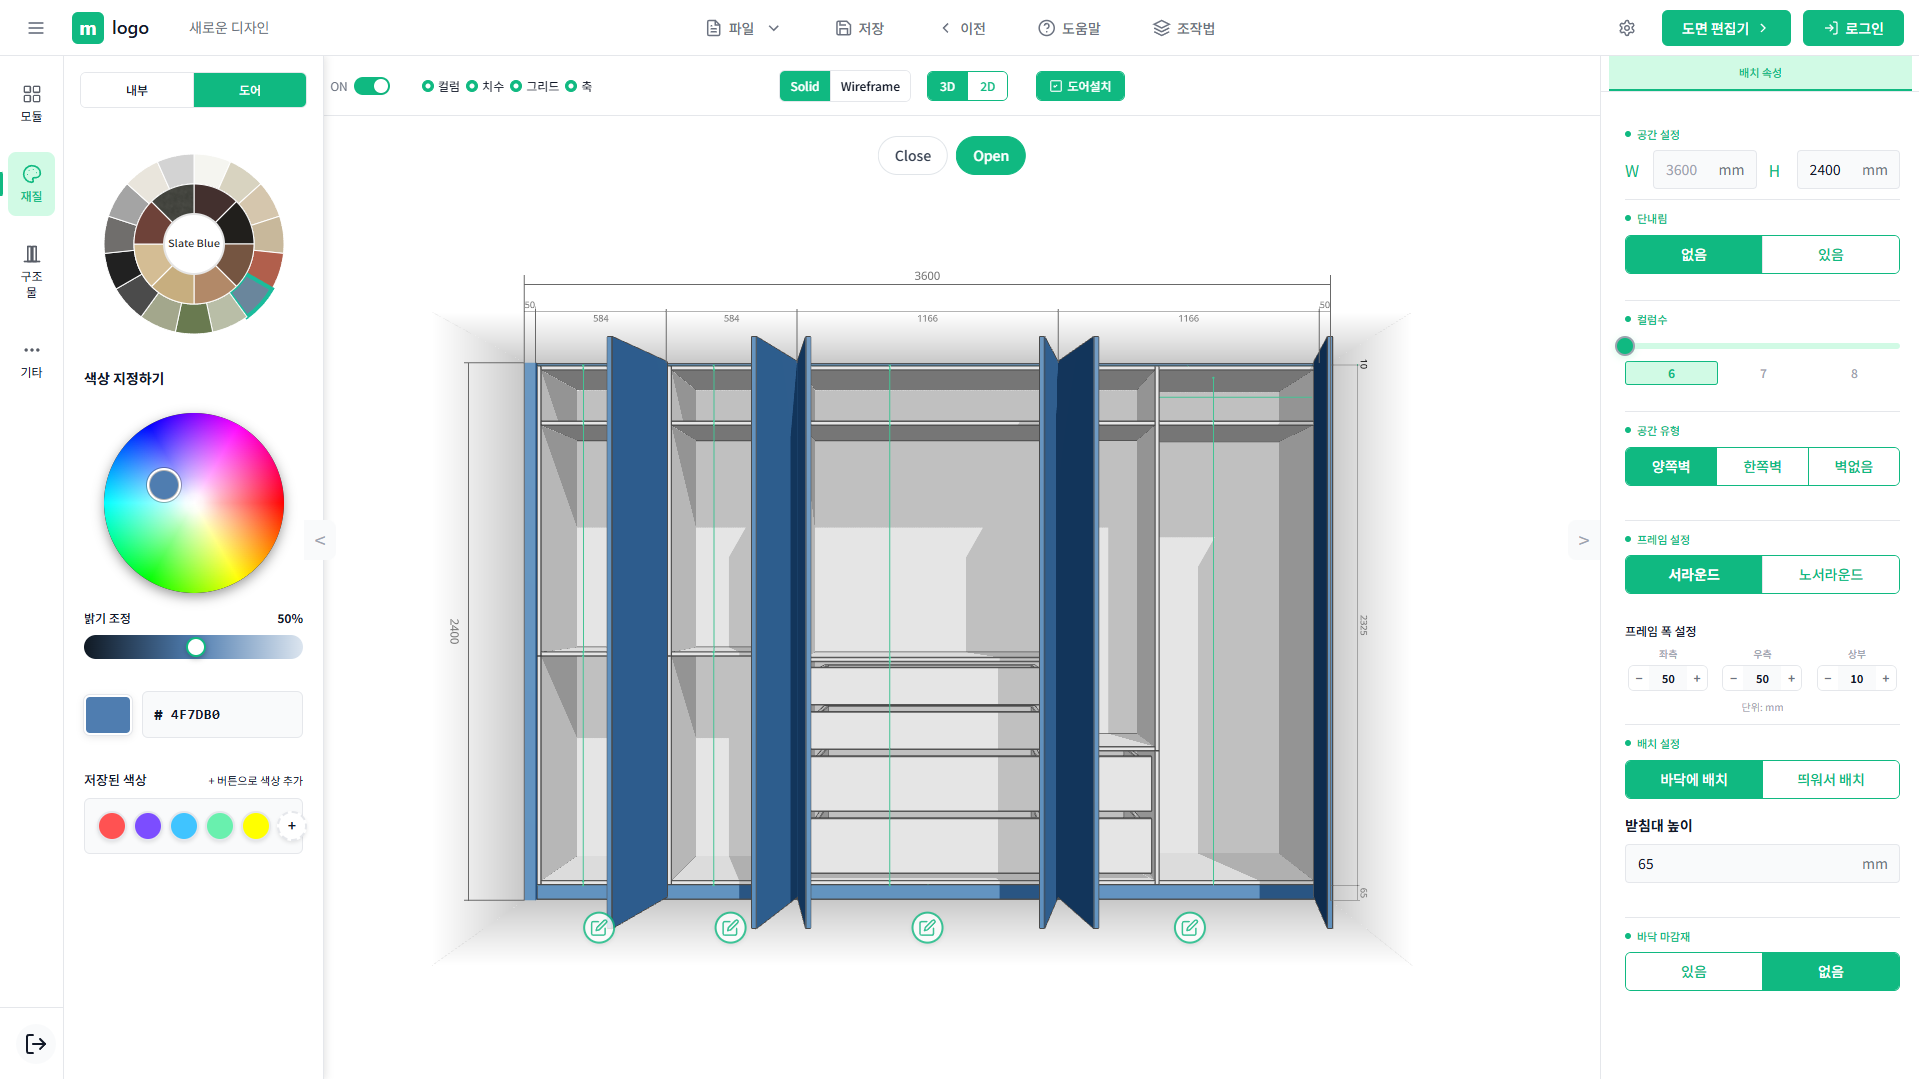 m logo
새로운 디자인
파일
저장
이전
도움말
조작법
도면 편집기
로그인
모듈
재질
구조
물
기타
내부
도어
Slate Blue
색상 지정하기
밝기 조정
50%
# 4F7DB0
저장된 색상
+ 버튼으로 색상 추가
+
<
ON
컬럼
치수
그리드
축
Solid
Wireframe
3D
2D
도어설치
Close
Open
3600
50
50
584
584
1166
1166
10
2400
2325
65
>
배치 속성
공간 설정
W
3600 mm
H
2400 mm
단내림
없음
있음
컬럼수
6
7
8
공간 유형
양쪽벽
한쪽벽
벽없음
프레임 설정
서라운드
노서라운드
프레임 폭 설정
좌측
우측
상부
− 50 +
− 50 +
− 10 +
단위: mm
배치 설정
바닥에 배치
띄워서 배치
받침대 높이
65 mm
바닥 마감재
있음
없음